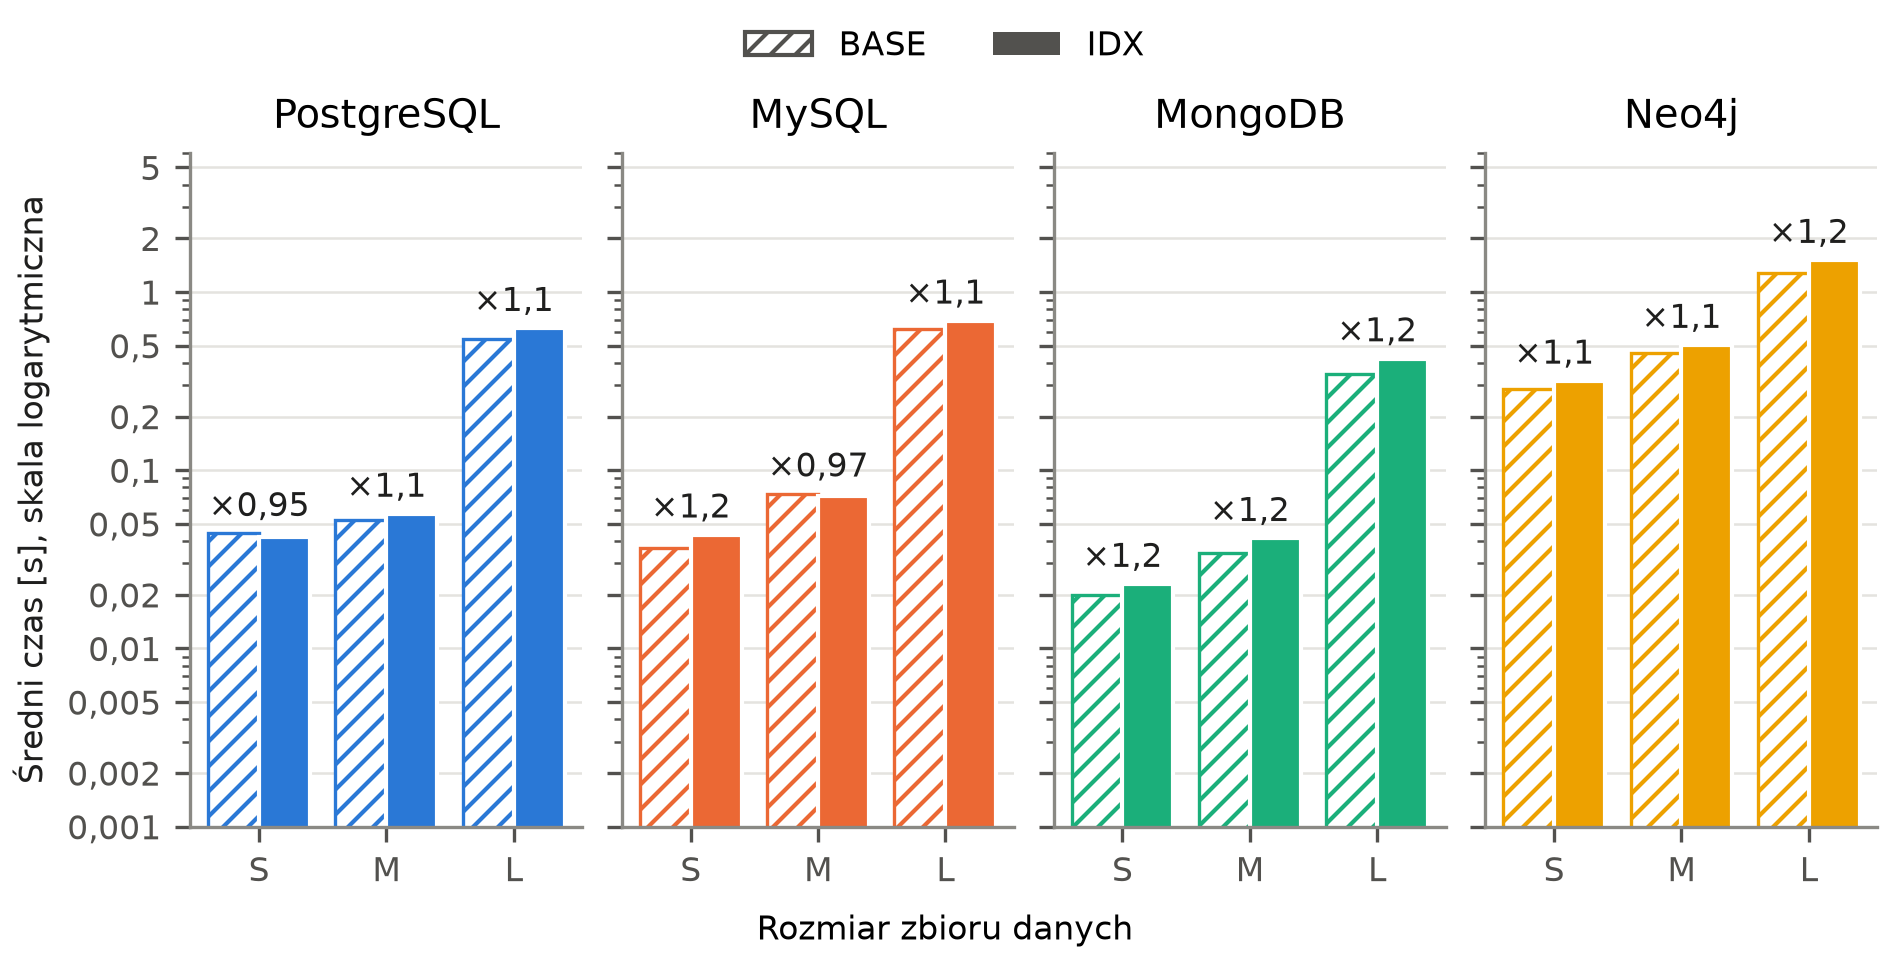 BASE IDX
PostgreSQL MySQL MongoDB Neo4j
Średni czas [s], skala logarytmiczna
5
2
1
0,5
0,2
0,1
0,05
0,02
0,01
0,005
0,002
0,001
×0,95 ×1,1 ×1,1
×1,2 ×0,97 ×1,1
×1,2 ×1,2 ×1,2
×1,1 ×1,1 ×1,2
S M L S M L S M L S M L
Rozmiar zbioru danych